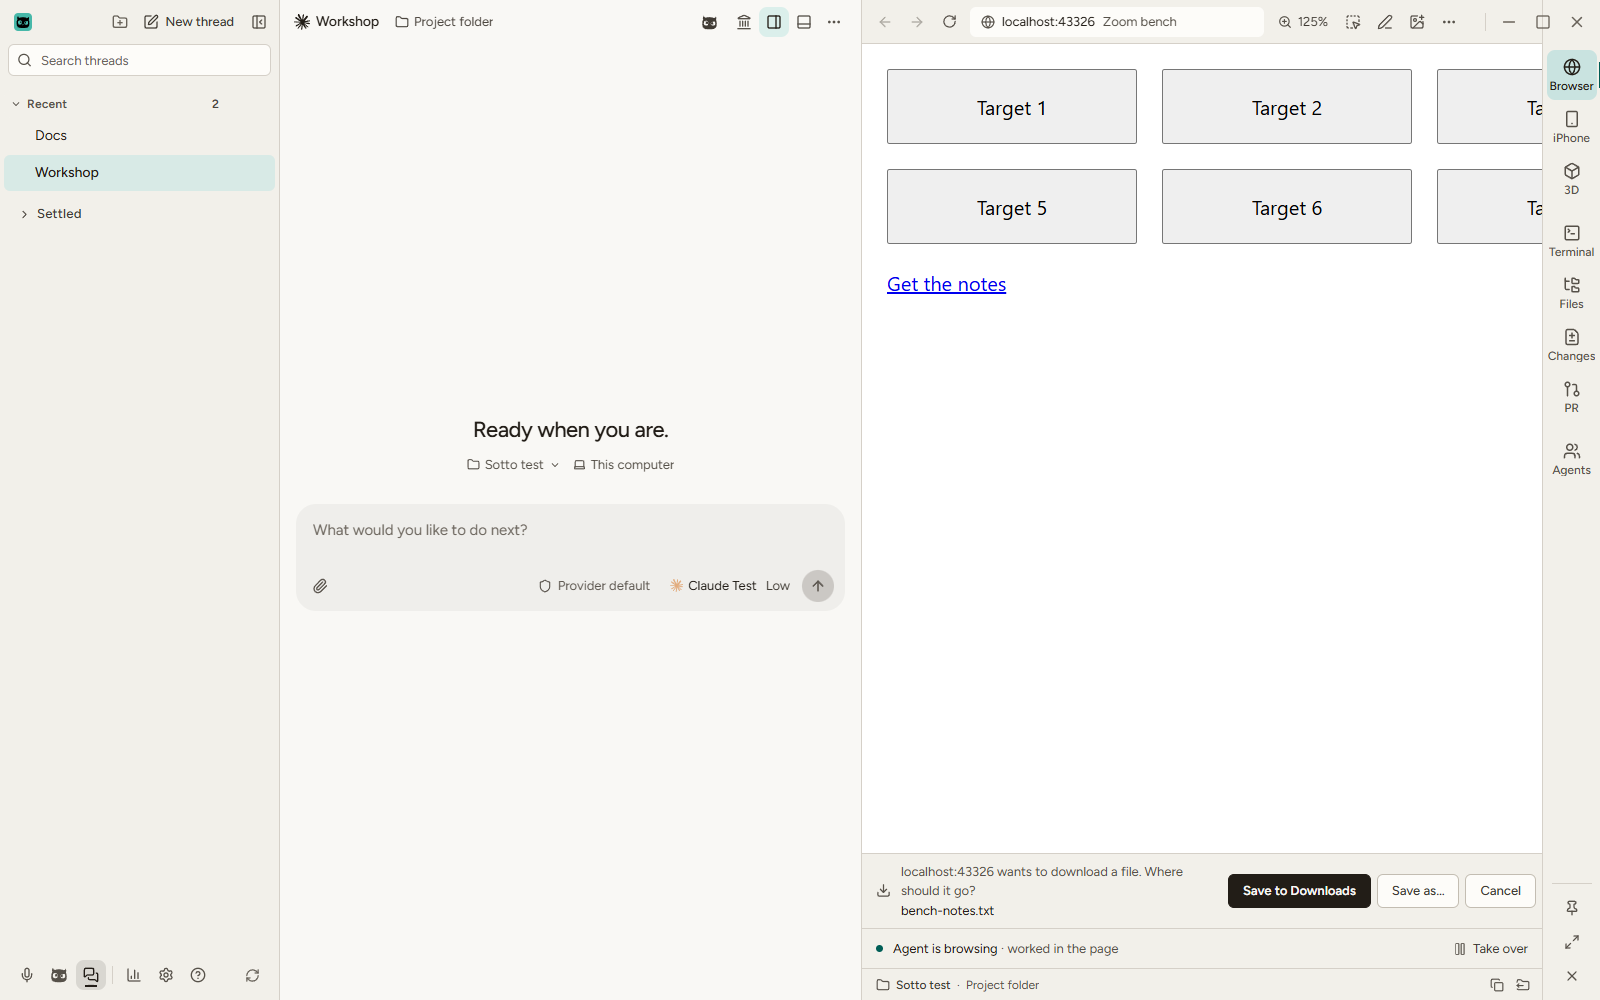 New thread
Search threads
Recent 2
Docs
Workshop
Settled
Workshop Project folder
Ready when you are.
Sotto test This computer
What would you like to do next?
Provider default Claude Test Low
localhost:43326 Zoom bench 125%
Target 1 Target 2 Ta
Target 5 Target 6 Ta
Get the notes
localhost:43326 wants to download a file. Where
should it go?
bench-notes.txt
Save to Downloads Save as... Cancel
Agent is browsing · worked in the page Take over
Sotto test · Project folder
Browser
iPhone
3D
Terminal
Files
Changes
PR
Agents